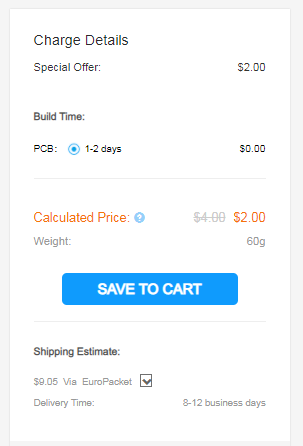 Charge Details
Special Offer: $2.00
Build Time:
PCB: 1-2 days $0.00
Calculated Price: ? $4.00 $2.00
Weight: 60g
SAVE TO CART
Shipping Estimate:
$9.05 Via EuroPacket
Delivery Time: 8-12 business days